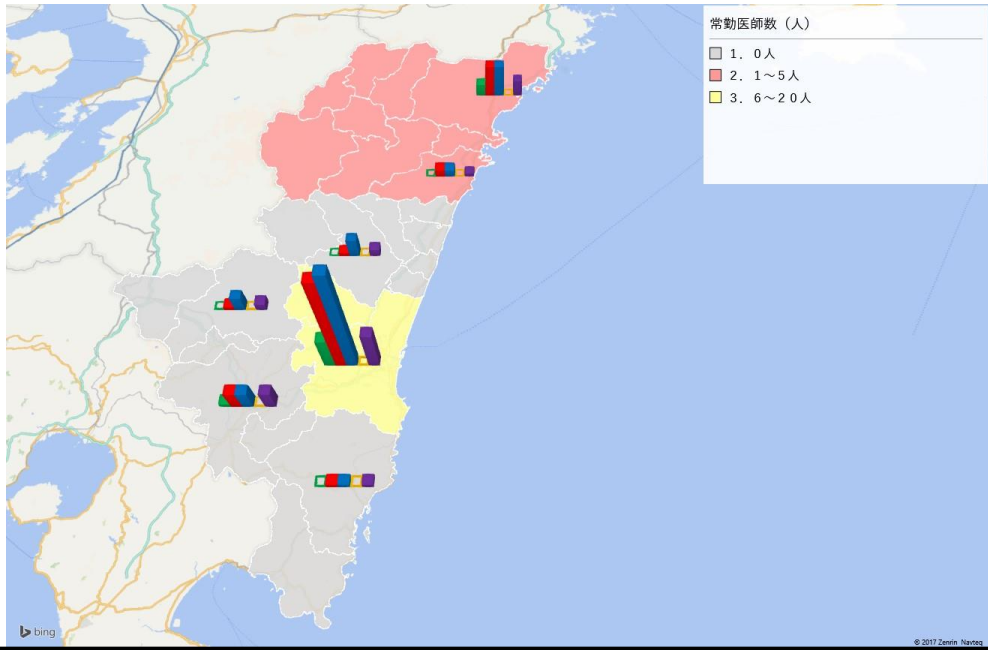 常勤医師数（人）
１．０人
２．１～５人
３．６～２０人
bing
© 2017 Zenrin Navteq